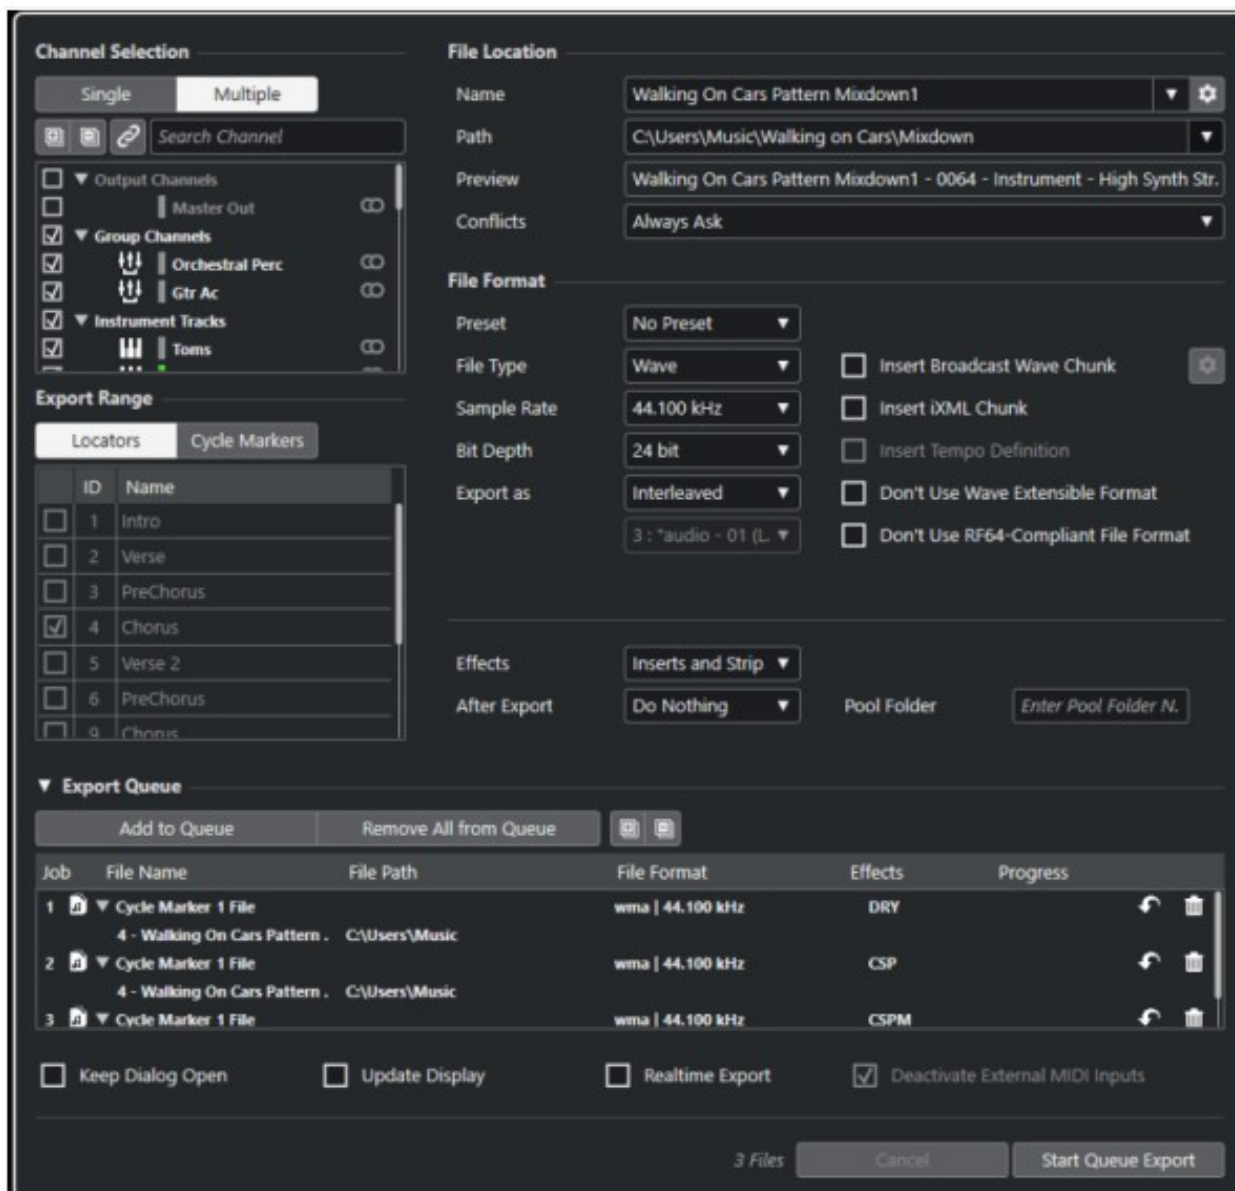 Channel Selection
Single Multiple
Search Channel
Output Channels
Master Out
Group Channels
Orchestral Perc
Gtr Ac
Instrument Tracks
Toms
Export Range
Locators Cycle Markers
ID Name
1 Intro
2 Verse
3 PreChorus
4 Chorus
5 Verse 2
6 PreChorus
9 Chorus
File Location
Name Walking On Cars Pattern Mixdown1
Path C:\Users\Music\Walking on Cars\Mixdown
Preview Walking On Cars Pattern Mixdown1 - 0064 - Instrument - High Synth Str.
Conflicts Always Ask
File Format
Preset No Preset
File Type Wave Insert Broadcast Wave Chunk
Sample Rate 44.100 kHz Insert iXML Chunk
Bit Depth 24 bit Insert Tempo Definition
Export as Interleaved Don't Use Wave Extensible Format
3 : "audio - 01 (L. Don't Use RF64-Compliant File Format
Effects Inserts and Strip
After Export Do Nothing Pool Folder Enter Pool Folder N.
Export Queue
Add to Queue Remove All from Queue
Job File Name File Path File Format Effects Progress
1 Cycle Marker 1 File wma | 44.100 kHz DRY
4 - Walking On Cars Pattern . C:\Users\Music
2 Cycle Marker 1 File wma | 44.100 kHz CSP
4 - Walking On Cars Pattern . C:\Users\Music
3 Cycle Marker 1 File wma | 44.100 kHz CSPM
Keep Dialog Open Update Display Realtime Export Deactivate External MIDI Inputs
3 Files Cancel Start Queue Export